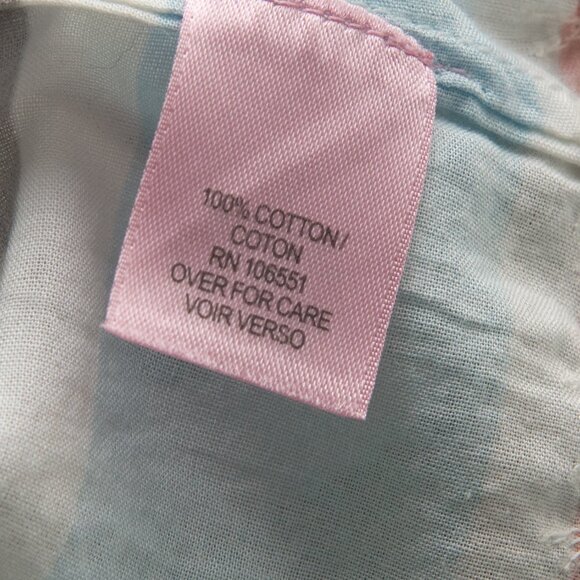 100% COTTON/
COTON
RN 106551
OVER FOR CARE
VOIR VERSO